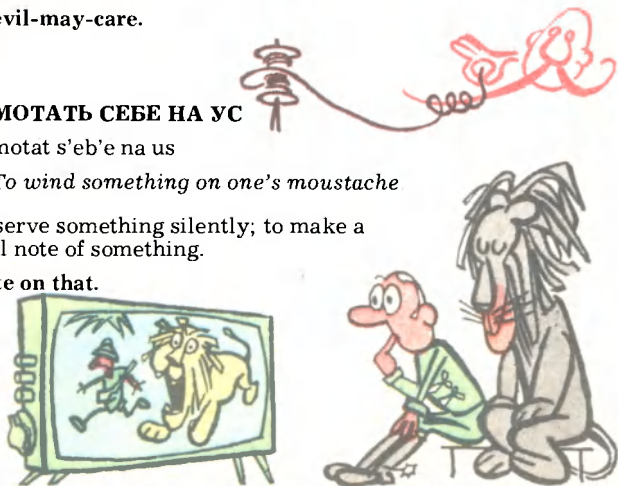 evil-may-care.
МОТАТЬ СЕБЕ НА УС
motat s'eb'e na us
To wind something on one's moustache
serve something silently; to make a
l note of something.
te on that.